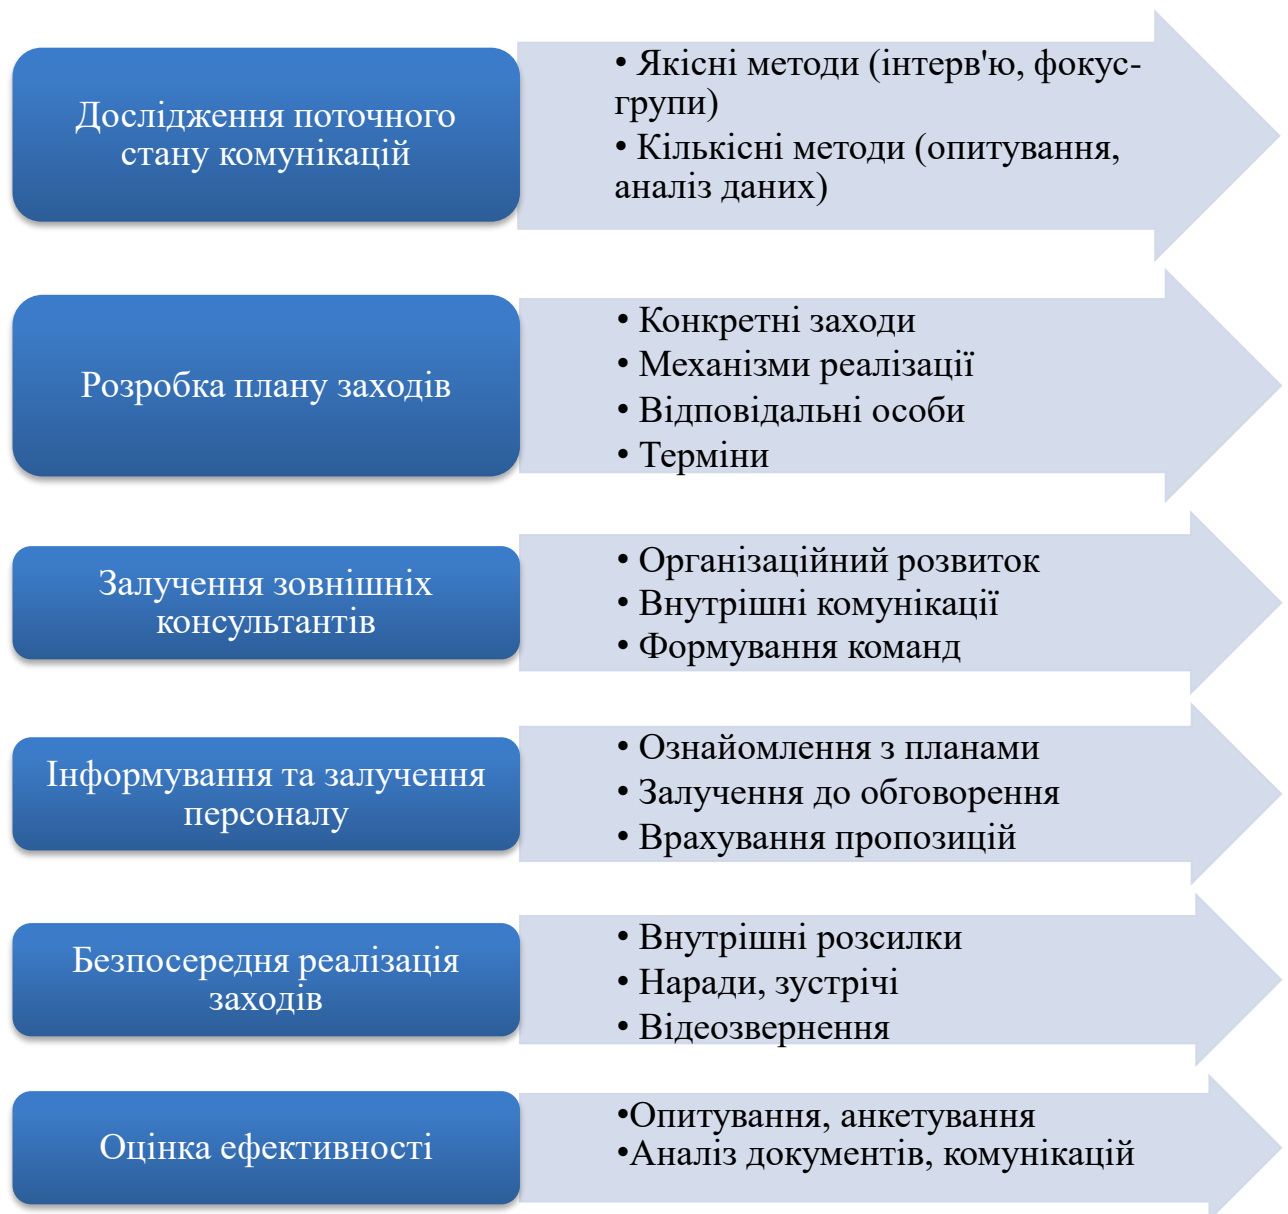 Дослідження поточного
стану комунікацій
• Якісні методи (інтерв'ю, фокус-
групи)
• Кількісні методи (опитування,
аналіз даних)
Розробка плану заходів
• Конкретні заходи
• Механізми реалізації
• Відповідальні особи
• Терміни
Залучення зовнішніх
консультантів
• Організаційний розвиток
• Внутрішні комунікації
• Формування команд
Інформування та залучення
персоналу
• Ознайомлення з планами
• Залучення до обговорення
• Врахування пропозицій
Безпосередня реалізація
заходів
• Внутрішні розсилки
• Наради, зустрічі
• Відеозвернення
Оцінка ефективності
•Опитування, анкетування
•Аналіз документів, комунікацій